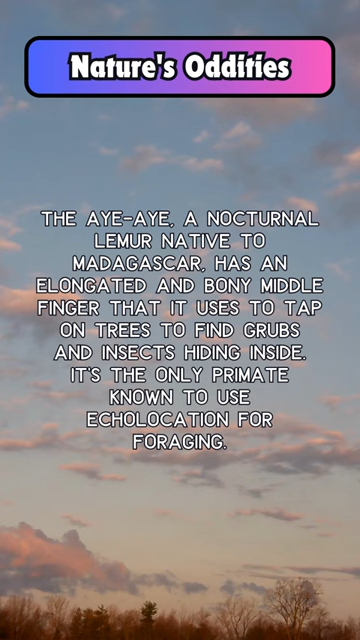 Nature's Oddities
THE AYE-AYE, A NOCTURNAL
LEMUR NATIVE TO
MADAGASCAR, HAS AN
ELONGATED AND BONY MIDDLE
FINGER THAT IT USES TO TAP
ON TREES TO FIND GRUBS
AND INSECTS HIDING INSIDE.
IT'S THE ONLY PRIMATE
KNOWN TO USE
ECHOLOCATION FOR
FORAGING.